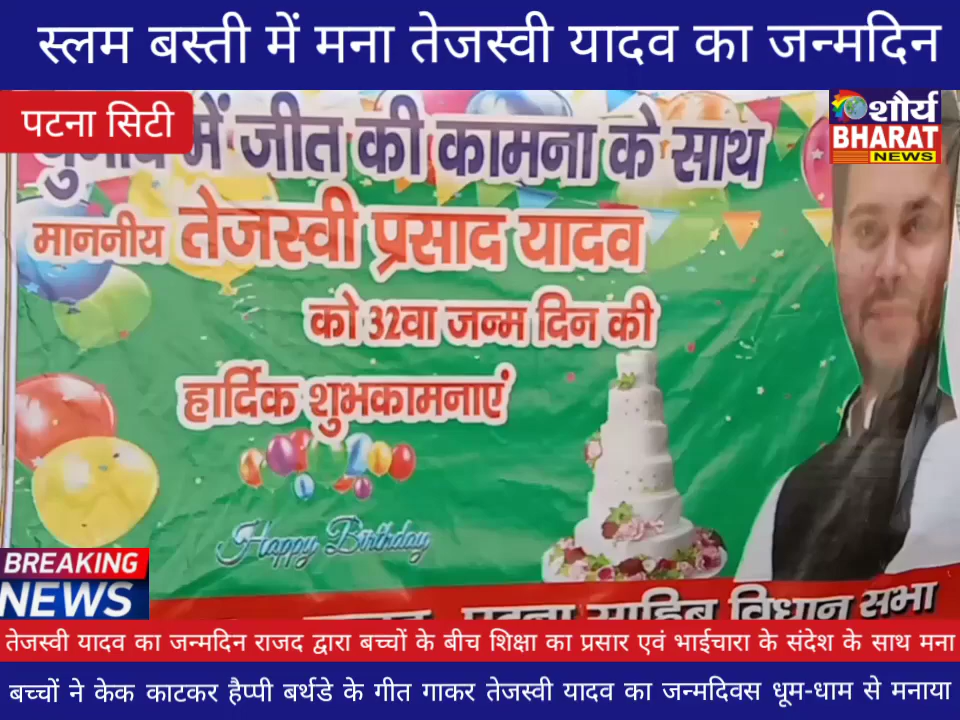 स्लम बस्ती में मना तेजस्वी यादव का जन्मदिन
पटना सिटी
शौर्य
BHARAT
NEWS
में जीत की कामना के साथ
माननीय तेजस्वी प्रसाद यादव
को 32वा जन्म दिन की
हार्दिक शुभकामनाएं
Happy Birthday
पटना साहिब विधान सभा
BREAKING
NEWS
तेजस्वी यादव का जन्मदिन राजद द्वारा बच्चों के बीच शिक्षा का प्रसार एवं भाईचारा के संदेश के साथ मना
बच्चों ने केक काटकर हैप्पी बर्थडे के गीत गाकर तेजस्वी यादव का जन्मदिवस धूम-धाम से मनाया